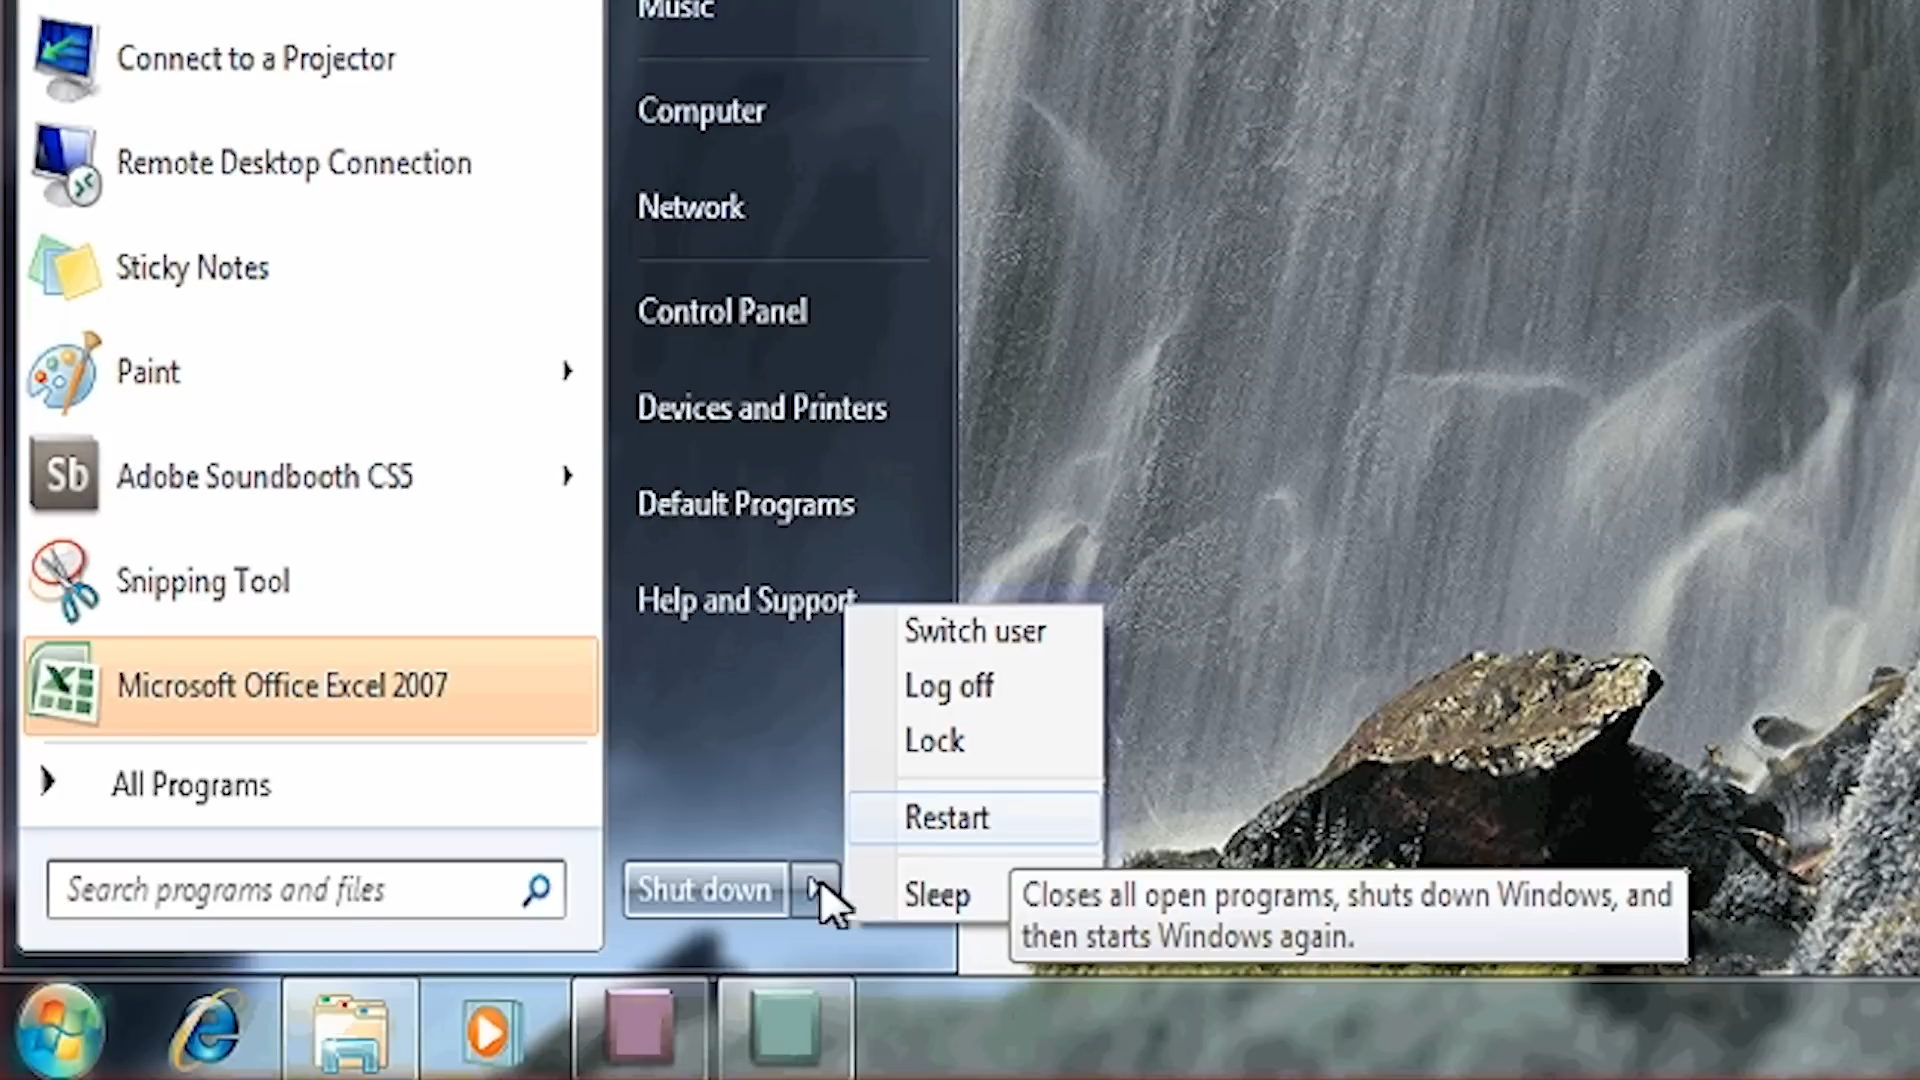 Connect to a Projector
Remote Desktop Connection
Sticky Notes
Paint
Sb
Adobe Soundbooth CS5
Snipping Tool
Microsoft Office Excel 2007
All Programs
Search programs and files
Music
Computer
Network
Control Panel
Devices and Printers
Default Programs
Help and Support
Shut down
Switch user
Log off
Lock
Restart
Sleep
Closes all open programs, shuts down Windows, and
then starts Windows again.